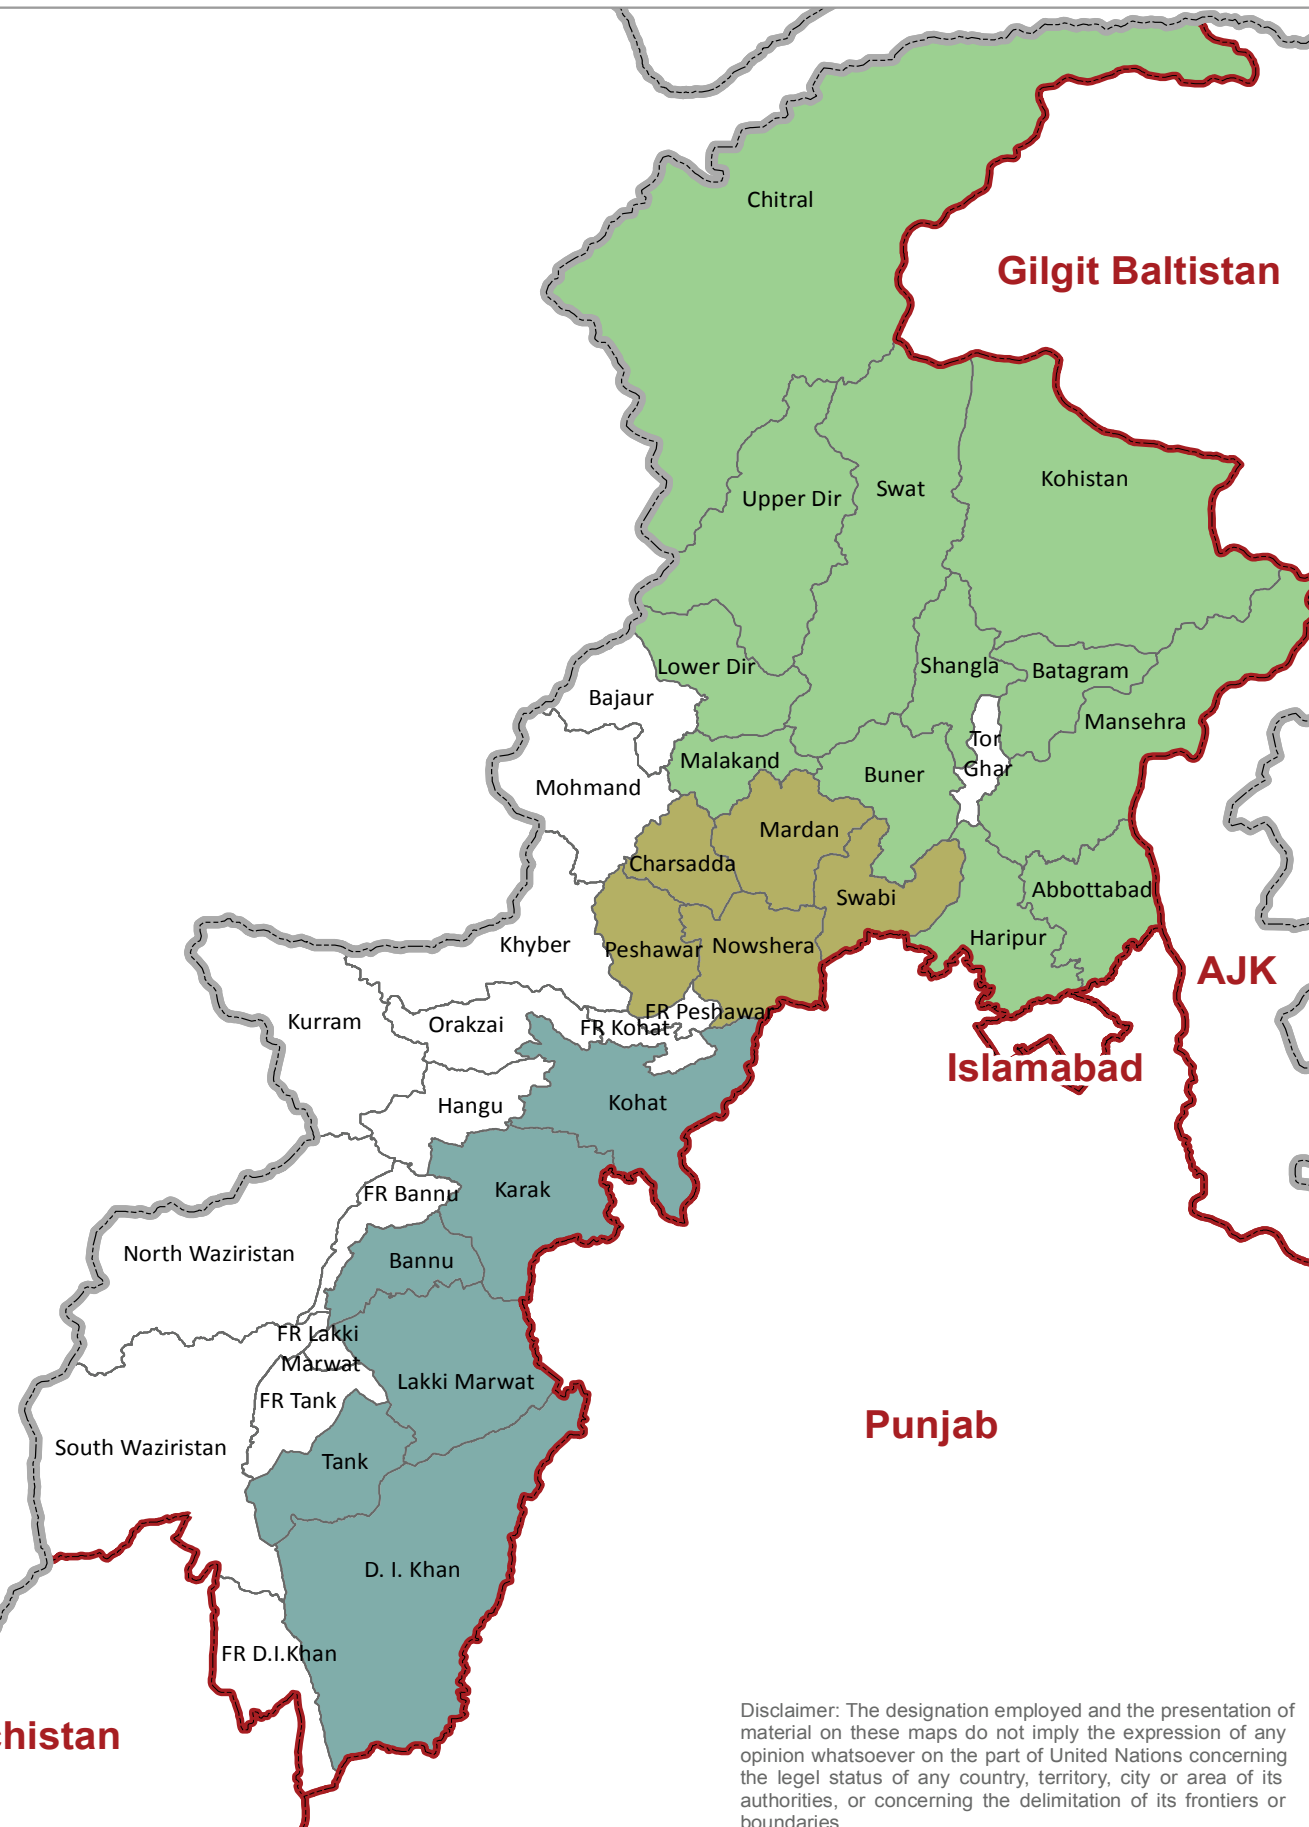 Chitral
Gilgit Baltistan
Kohistan
Swat
Upper Dir
Lower Dir
Shangla
Batagram
Bajaur
Mansehra
Tor
Ghar
Malakand
Buner
Mohmand
Mardan
Charsadda
Swabi
Abbottabad
Haripur
Khyber
Peshawar
Nowshera
AJK
FR Peshawar
Kurram
Orakzai
FR Kohat
Islamabad
Hangu
Kohat
FR Bannu
Karak
North Waziristan
Bannu
FR Lakki
Marwat
Lakki Marwat
FR Tank
Punjab
South Waziristan
Tank
D. I. Khan
FR D.I.Khan
chistan
Disclaimer: The designation employed and the presentation of
material on these maps do not imply the expression of any
opinion whatsoever on the part of United Nations concerning
the legel status of any country, territory, city or area of its
authorities, or concerning the delimitation of its frontiers or
boundaries